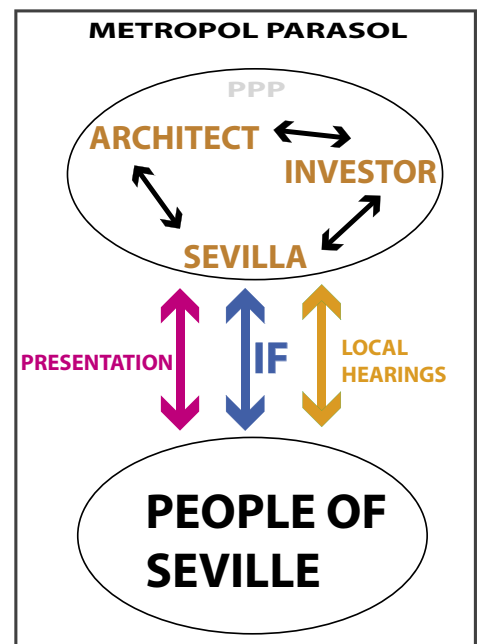 METROPOL PARASOL
PPP
ARCHITECT
INVESTOR
SEVILLA
PRESENTATION
IF
LOCAL
HEARINGS
PEOPLE OF
SEVILLE